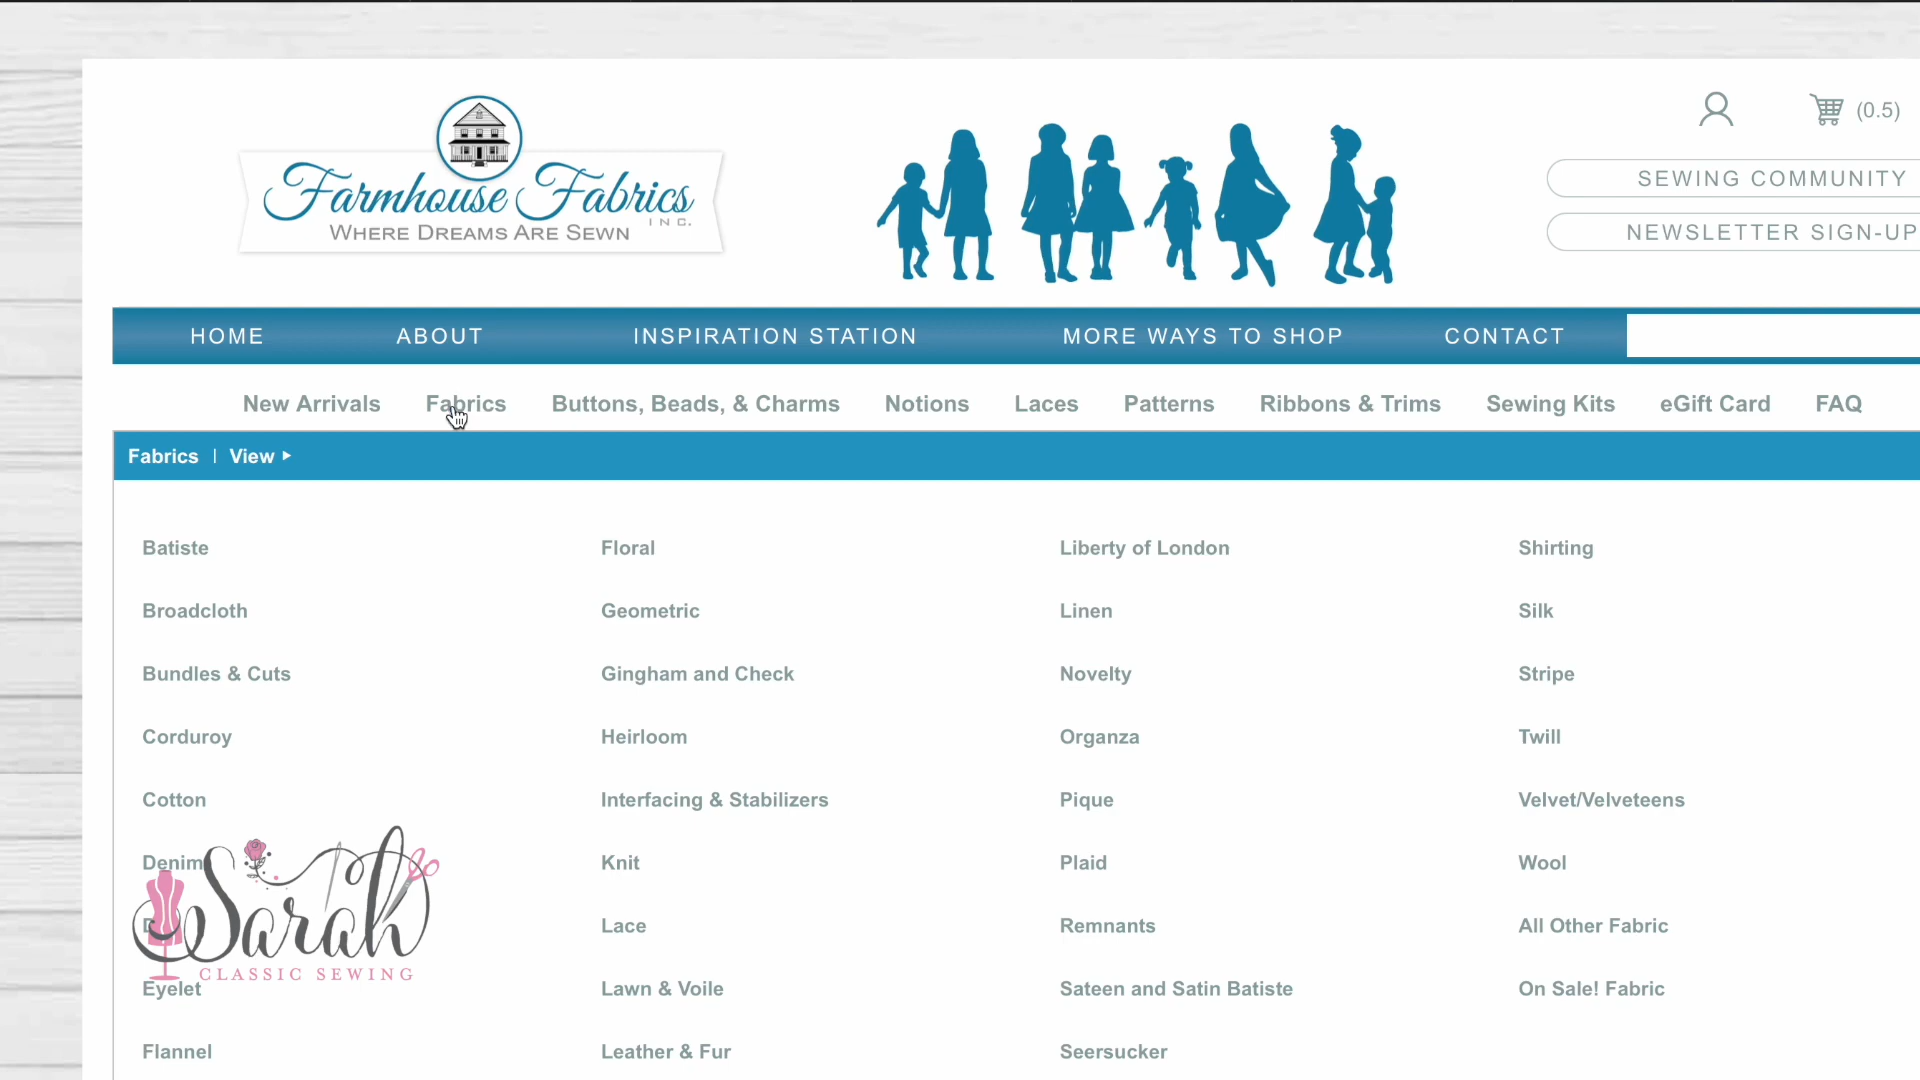 Farmhouse Fabrics
INC.
WHERE DREAMS ARE SEWN
(0.5)
SEWING COMMUNITY
NEWSLETTER SIGN-UP
HOME ABOUT INSPIRATION STATION MORE WAYS TO SHOP CONTACT
New Arrivals Fabrics Buttons, Beads, & Charms Notions Laces Patterns Ribbons & Trims Sewing Kits eGift Card FAQ
Fabrics | View
Batiste Floral Liberty of London Shirting
Broadcloth Geometric Linen Silk
Bundles & Cuts Gingham and Check Novelty Stripe
Corduroy Heirloom Organza Twill
Cotton Interfacing & Stabilizers Pique Velvet/Velveteens
Denim Knit Plaid Wool
Lace Remnants All Other Fabric
Sarah
CLASSIC SEWING
Eyelet Lawn & Voile Sateen and Satin Batiste On Sale! Fabric
Flannel Leather & Fur Seersucker